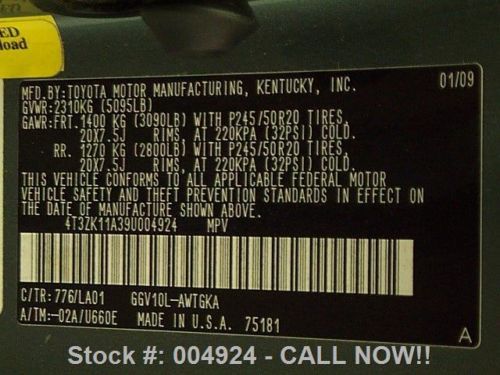 ED
load
MFD.BY:TOYOTA MOTOR MANUFACTURING, KENTUCKY, INC. 01/09
GVWR:2310KG (5095LB)
GAWR:FRT. 1400 KG (3090LB) WITH P245/50R20 TIRES,
20X7.5J RIMS, AT 220KPA (32PSI) COLD.
RR. 1270 KG (2800LB) WITH P245/50R20 TIRES,
20X7.5J RIMS, AT 220KPA (32PSI) COLD.
THIS VEHICLE CONFORMS TO ALL APPLICABLE FEDERAL MOTOR
VEHICLE SAFETY AND THEFT PREVENTION STANDARDS IN EFFECT ON
THE DATE OF MANUFACTURE SHOWN ABOVE.
4T3ZK11A39U004924 MPV
C/TR:776/LA01 GGV10L-AWTGKA
A/TM:-02A/U660E MADE IN U.S.A. 75181
A
Stock #: 004924 - CALL NOW!!